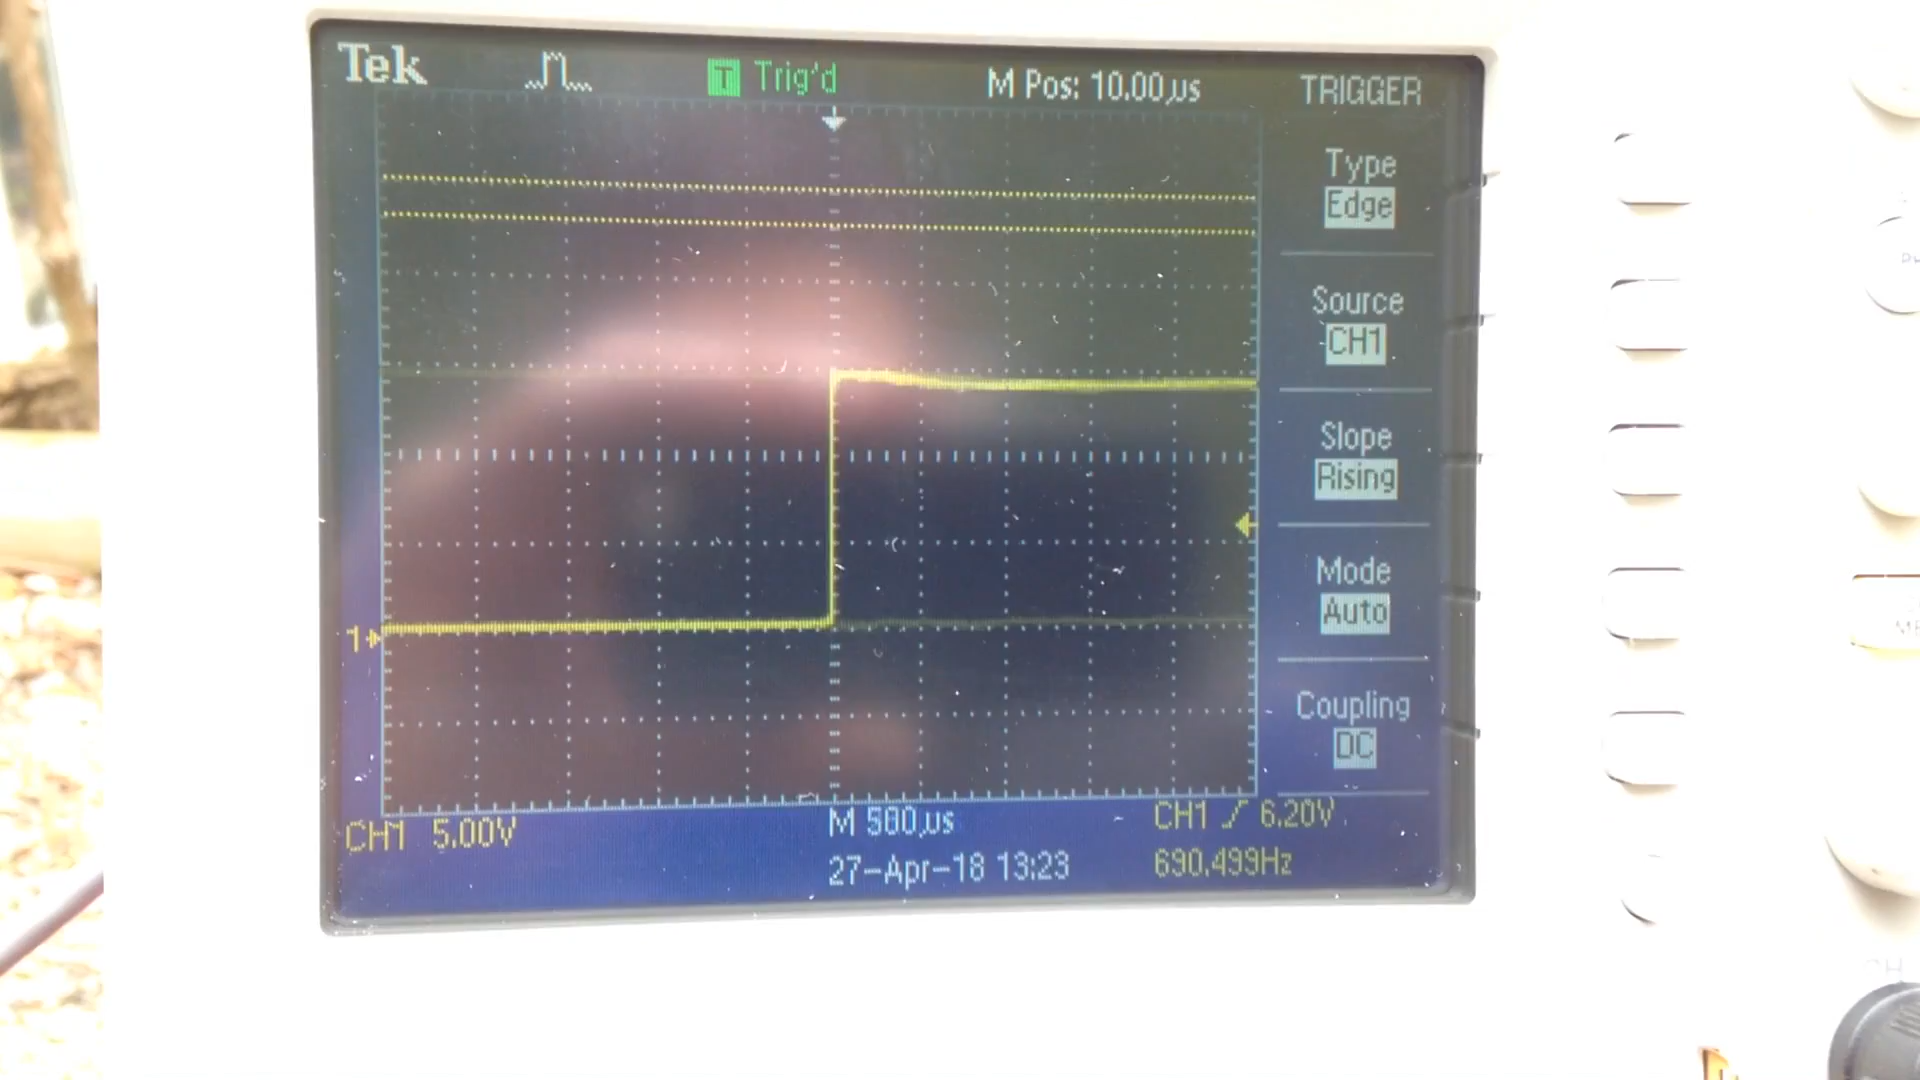 Tek T Trig'd M Pos: 10.00µs TRIGGER
Type
Edge
Source
CH1
Slope
Rising
Mode
Auto
Coupling
DC
1
CH1 5.00V M 500µs CH1 6.20V
27-Apr-18 13:23 690.499Hz